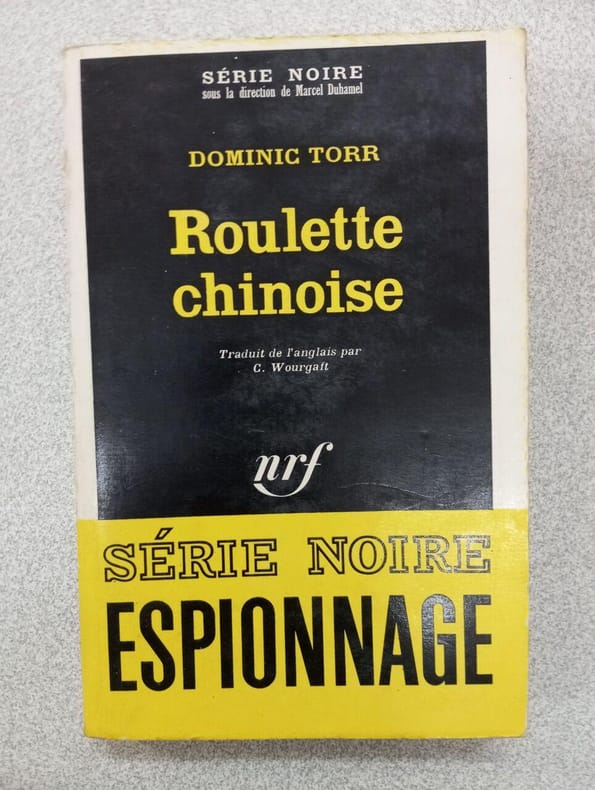 SÉRIE NOIRE
sous la direction de Marcel Duhamel
DOMINIC TORR
Roulette
chinoise
Traduit de l'anglais par
C. Wourgaft
nrf
SÉRIE NOIRE
ESPIONNAGE